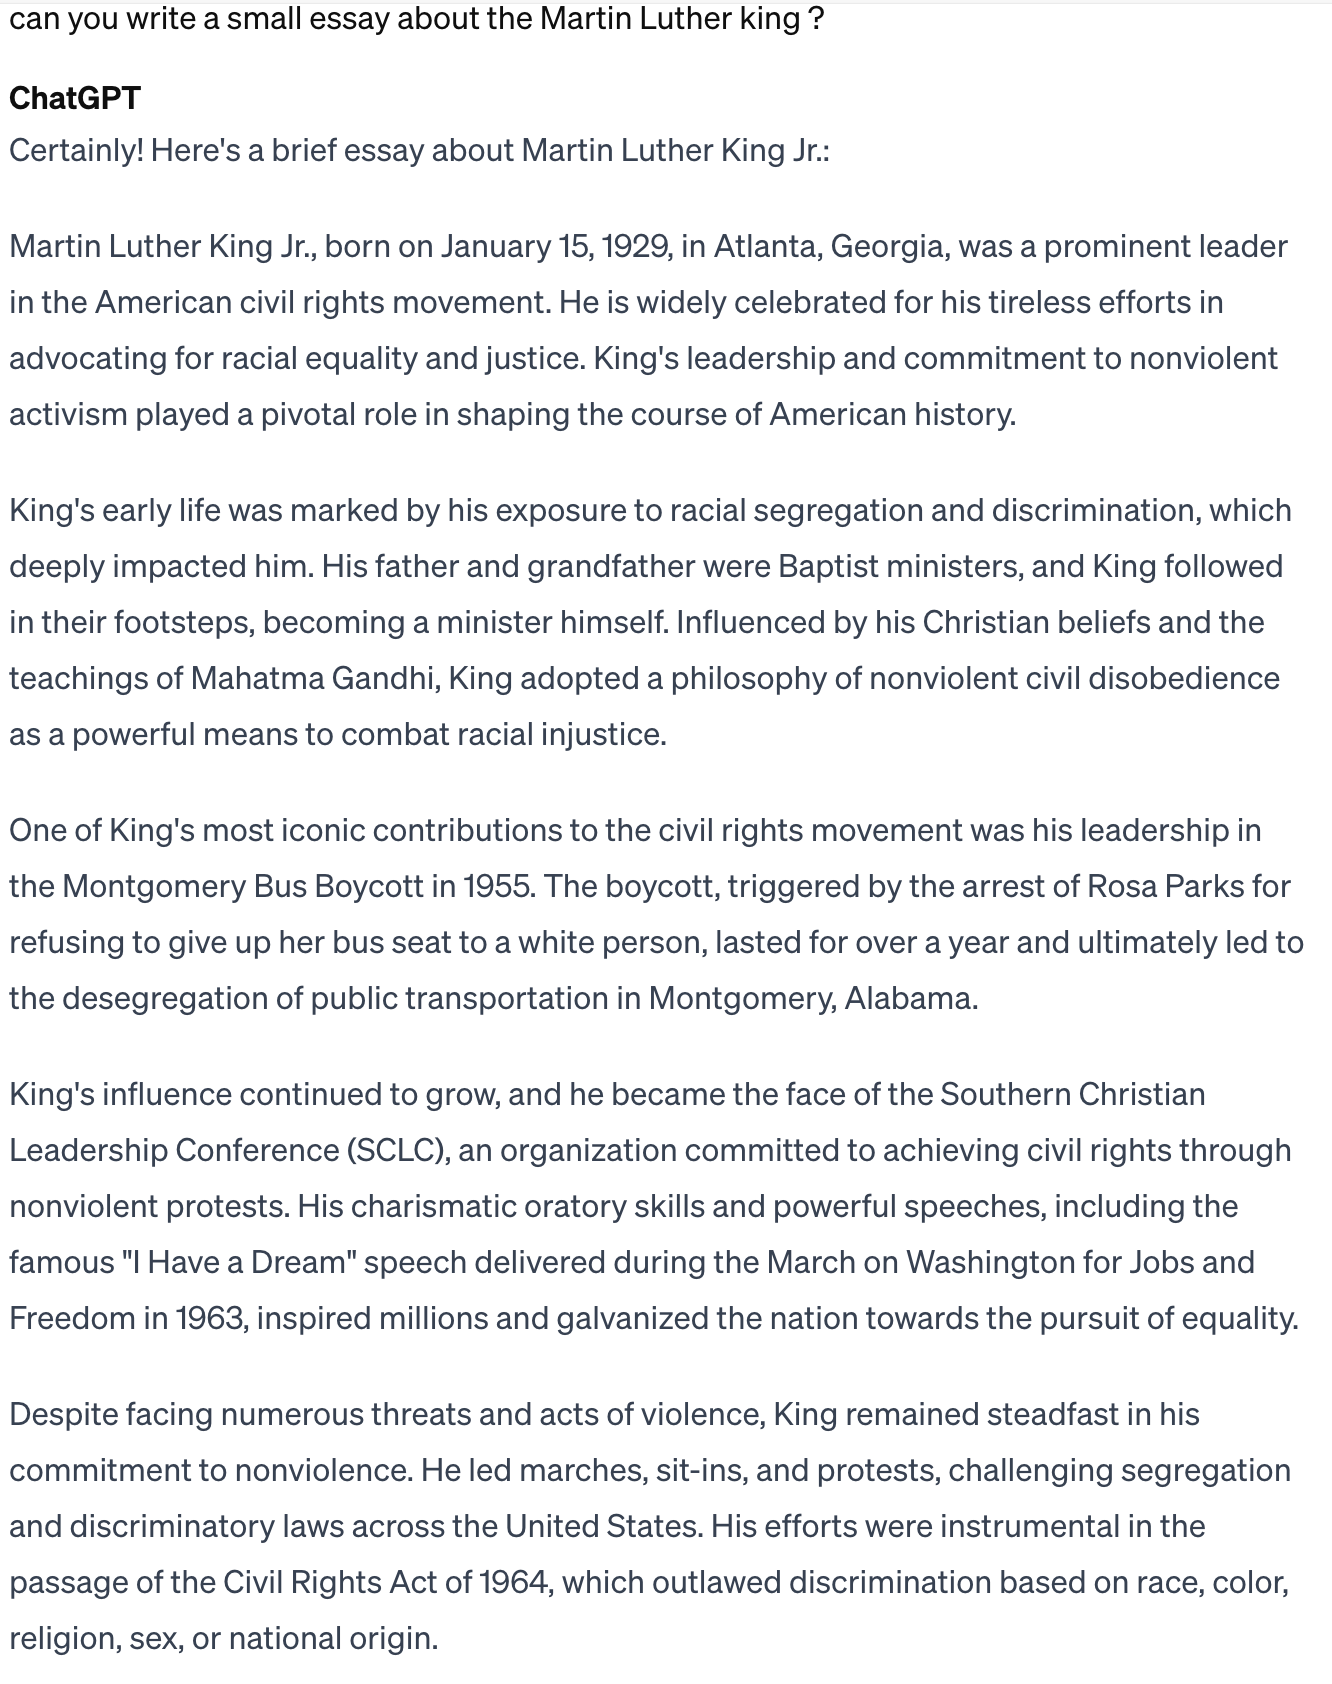 can you write a small essay about the Martin Luther king ?
ChatGPT
Certainly! Here's a brief essay about Martin Luther King Jr.:
Martin Luther King Jr., born on January 15, 1929, in Atlanta, Georgia, was a prominent leader
in the American civil rights movement. He is widely celebrated for his tireless efforts in
advocating for racial equality and justice. King's leadership and commitment to nonviolent
activism played a pivotal role in shaping the course of American history.
King's early life was marked by his exposure to racial segregation and discrimination, which
deeply impacted him. His father and grandfather were Baptist ministers, and King followed
in their footsteps, becoming a minister himself. Influenced by his Christian beliefs and the
teachings of Mahatma Gandhi, King adopted a philosophy of nonviolent civil disobedience
as a powerful means to combat racial injustice.
One of King's most iconic contributions to the civil rights movement was his leadership in
the Montgomery Bus Boycott in 1955. The boycott, triggered by the arrest of Rosa Parks for
refusing to give up her bus seat to a white person, lasted for over a year and ultimately led to
the desegregation of public transportation in Montgomery, Alabama.
King's influence continued to grow, and he became the face of the Southern Christian
Leadership Conference (SCLC), an organization committed to achieving civil rights through
nonviolent protests. His charismatic oratory skills and powerful speeches, including the
famous "I Have a Dream" speech delivered during the March on Washington for Jobs and
Freedom in 1963, inspired millions and galvanized the nation towards the pursuit of equality.
Despite facing numerous threats and acts of violence, King remained steadfast in his
commitment to nonviolence. He led marches, sit-ins, and protests, challenging segregation
and discriminatory laws across the United States. His efforts were instrumental in the
passage of the Civil Rights Act of 1964, which outlawed discrimination based on race, color,
religion, sex, or national origin.